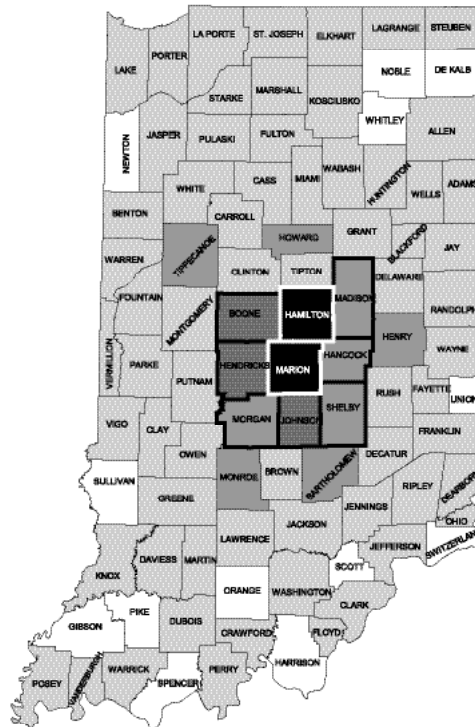 LA PORTE
ST. JOSEPH
ELKHART
LAGRANGE
STEUBEN
LAKE
PORTER
NOBLE
DE KALB
STARKE
MARSHALL
KOSCIUSKO
WHITLEY
ALLEN
NEWTON
JASPER
PULASKI
FULTON
WABASH
HUNTINGTON
MIAMI
WHITE
CASS
WELLS
ADAMS
BENTON
CARROLL
HOWARD
GRANT
BLACKFORD
JAY
TIPPECANOE
WARREN
CLINTON
TIPTON
DELAWARE
MADISON
FOUNTAIN
MONTGOMERY
BOONE
HAMILTON
RANDOLPH
HENRY
VERMILLION
PARKE
PUTNAM
HENDRICKS
MARION
HANCOCK
WAYNE
RUSH
FAYETTE
UNION
VIGO
CLAY
MORGAN
JOHNSON
SHELBY
FRANKLIN
OWEN
DECATUR
SULLIVAN
GREENE
MONROE
BROWN
BARTHOLOMEW
RIPLEY
DEARBORN
JENNINGS
OHIO
JACKSON
LAWRENCE
JEFFERSON
SWITZERLAND
KNOX
DAVIESS
MARTIN
ORANGE
WASHINGTON
SCOTT
CLARK
GIBSON
PIKE
DUBOIS
CRAWFORD
FLOYD
HARRISON
POSEY
VANDERBURGH
WARRICK
SPENCER
PERRY